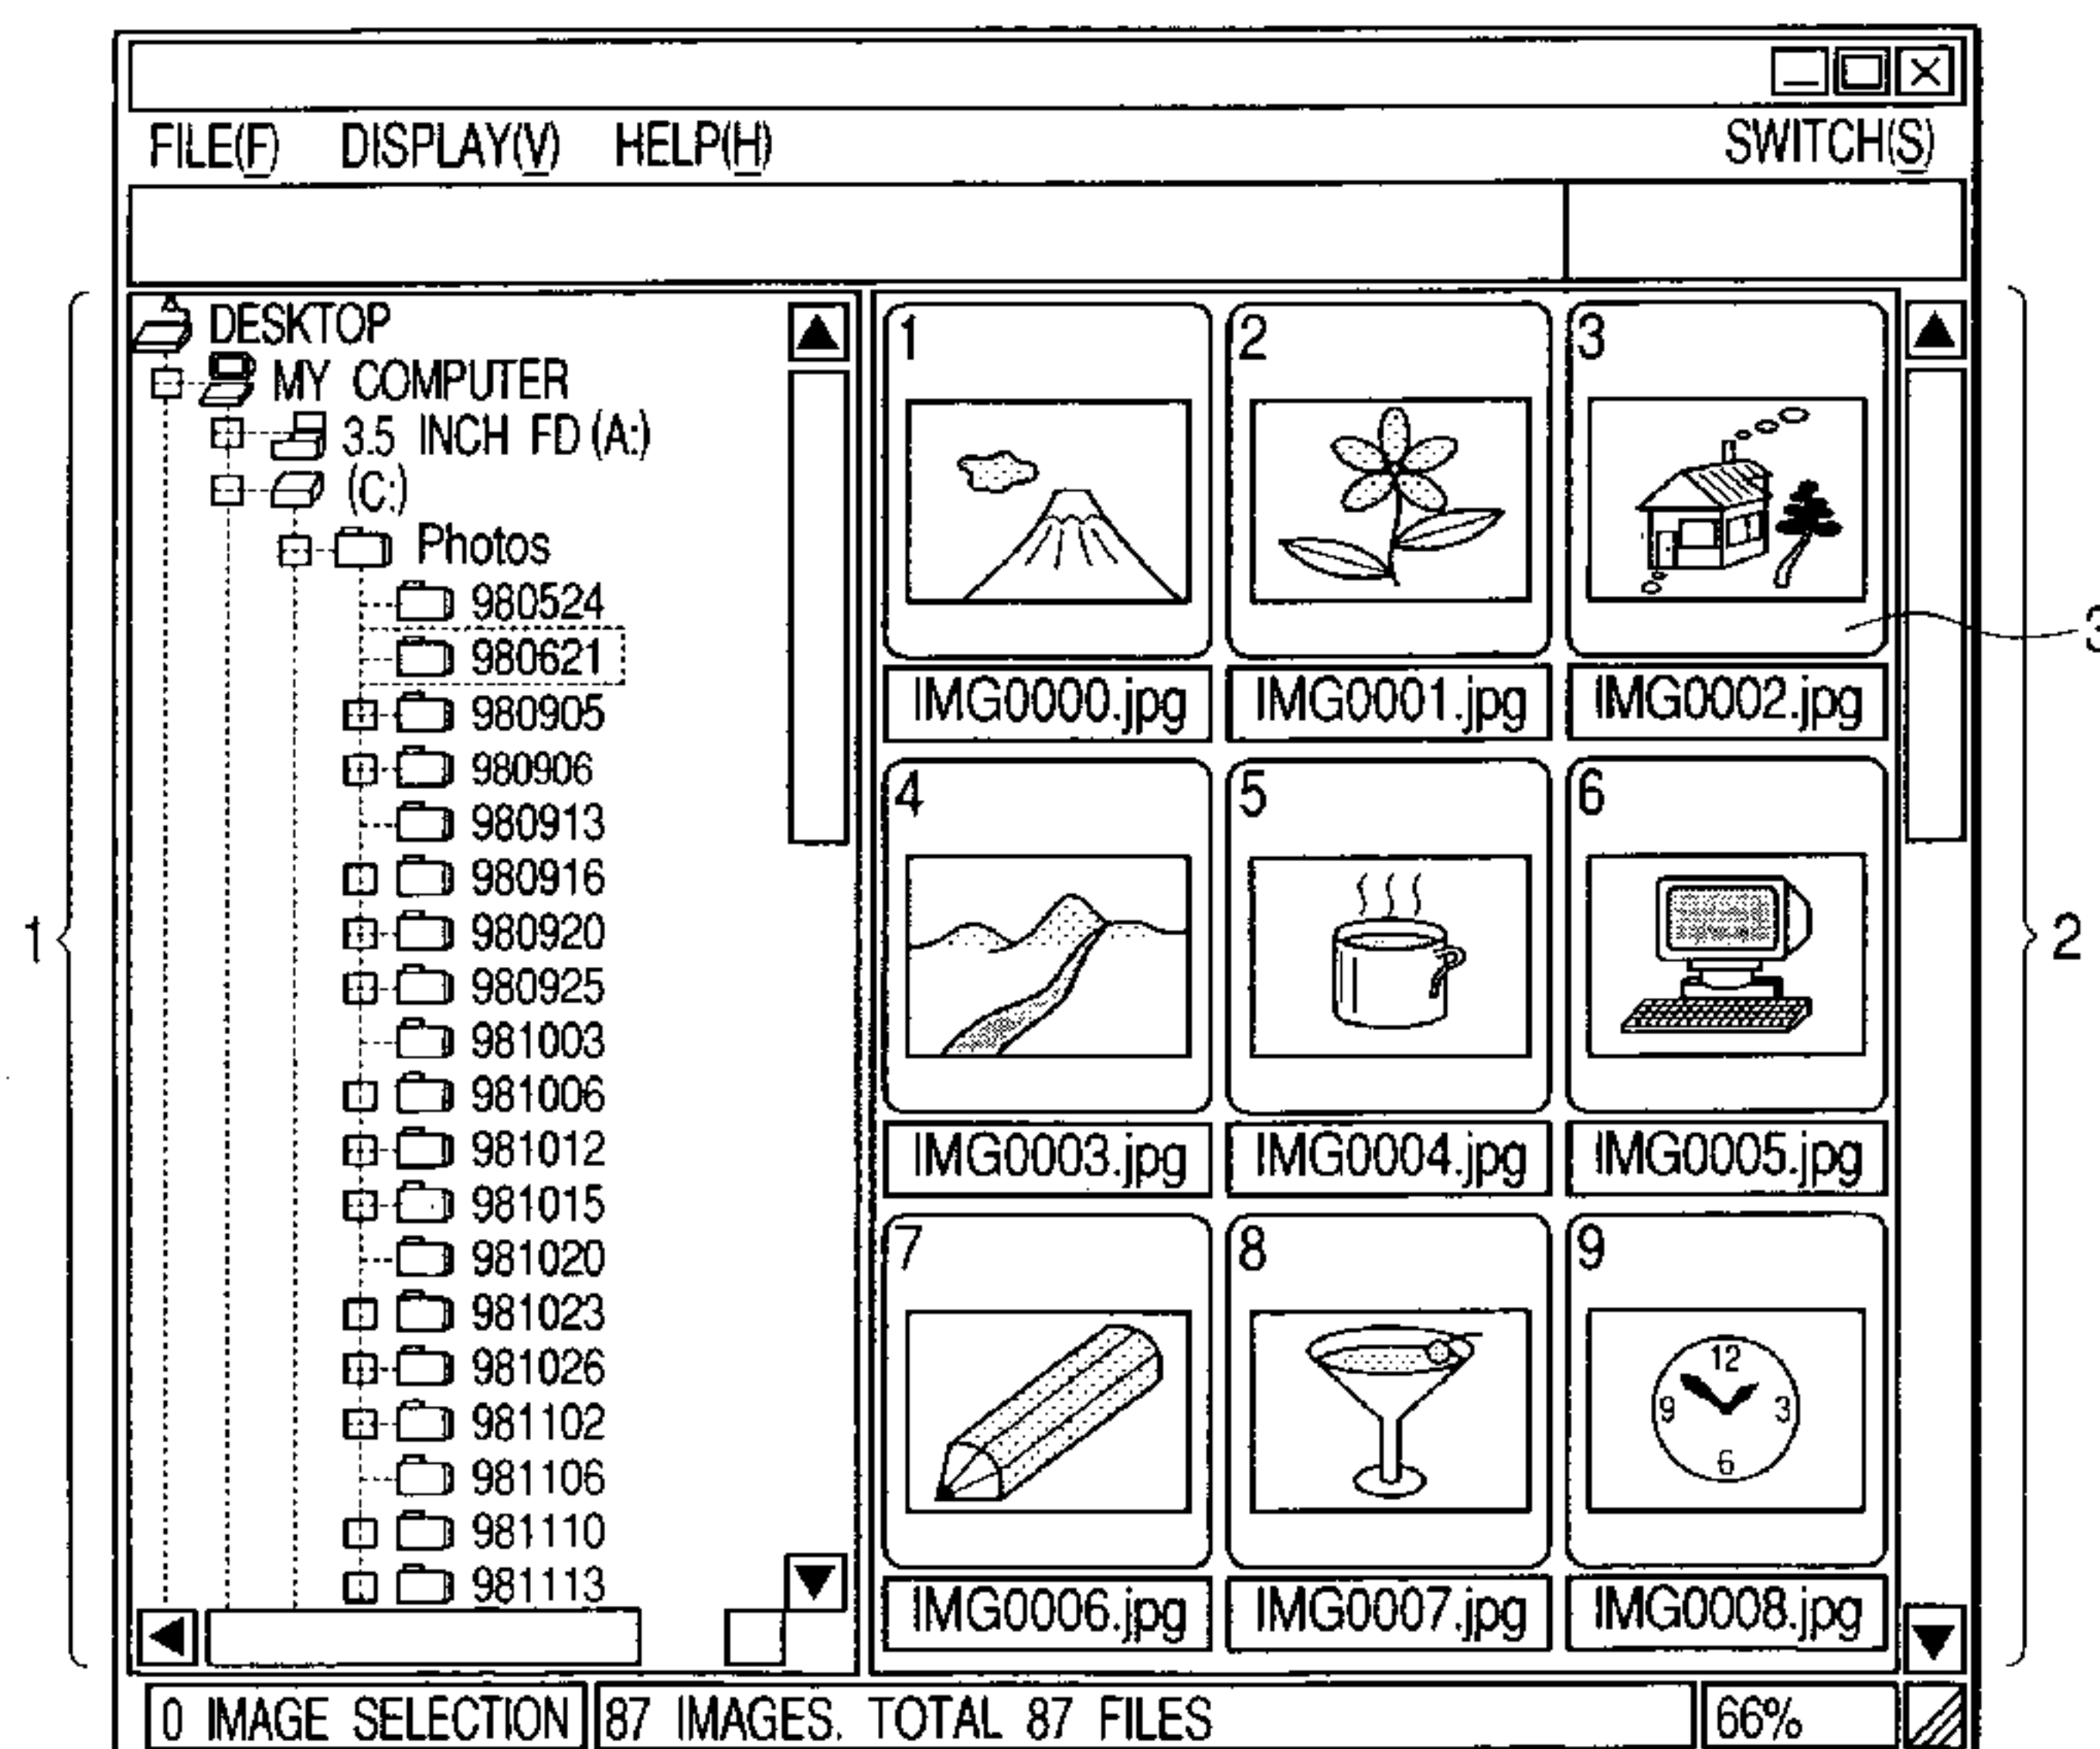 FILE(F) DISPLAY(V) HELP(H) SWITCH(S)
DESKTOP
MY COMPUTER
3.5 INCH FD (A:)
(C:)
Photos
980524
980621
980905
980906
980913
980916
980920
980925
981003
981006
981012
981015
981020
981023
981026
981102
981106
981110
981113
1
1 2 3
IMG0000.jpg IMG0001.jpg IMG0002.jpg
4 5 6
IMG0003.jpg IMG0004.jpg IMG0005.jpg
7 8 9
12
9 3
6
IMG0006.jpg IMG0007.jpg IMG0008.jpg
3
2
0 IMAGE SELECTION 87 IMAGES. TOTAL 87 FILES 66%